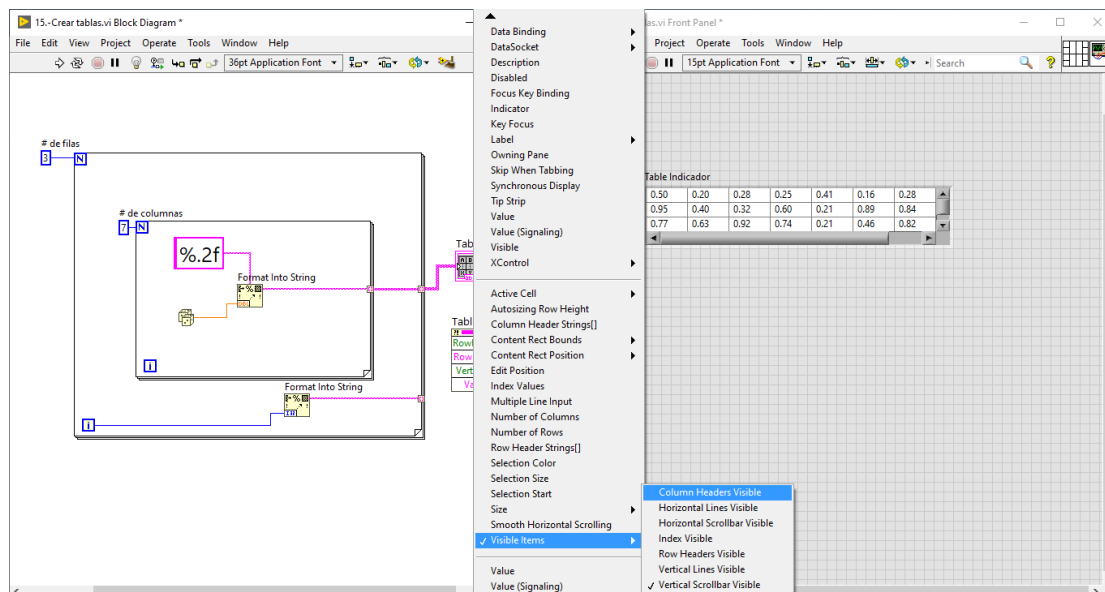 15.-Crear tablas.vi Block Diagram *
File Edit View Project Operate Tools Window Help
36pt Application Font
# de filas
3
N
# de columnas
7
N
%.2f
Format Into String
i
Format Into String
i
Data Binding
DataSocket
Description
Disabled
Focus Key Binding
Indicator
Key Focus
Label
Owning Pane
Skip When Tabbing
Synchronous Display
Tip Strip
Value
Value (Signaling)
Visible
XControl
Active Cell
Autosizing Row Height
Column Header Strings[]
Content Rect Bounds
Content Rect Position
Edit Position
Index Values
Multiple Line Input
Number of Columns
Number of Rows
Row Header Strings[]
Selection Color
Selection Size
Selection Start
Size
Smooth Horizontal Scrolling
Visible Items
Value
Value (Signaling)
Column Headers Visible
Horizontal Lines Visible
Horizontal Scrollbar Visible
Index Visible
Row Headers Visible
Vertical Lines Visible
Vertical Scrollbar Visible
as.vi Front Panel *
Project Operate Tools Window Help
15pt Application Font
Search
Table Indicador
0.50 0.20 0.28 0.25 0.41 0.16 0.28
0.95 0.40 0.32 0.60 0.21 0.89 0.84
0.77 0.63 0.92 0.74 0.21 0.46 0.82